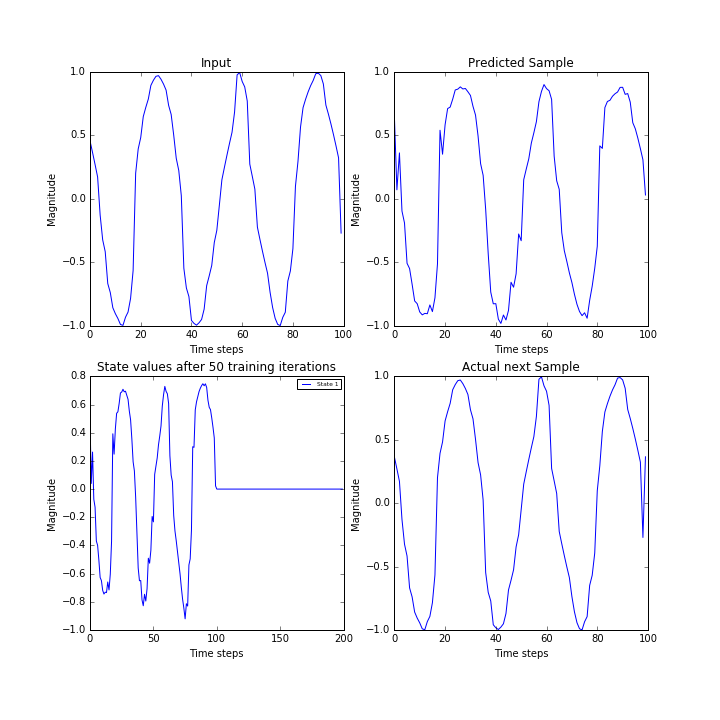 Input
1.0
0.5
0.0
−0.5
−1.0
Magnitude
0 20 40 60 80 100
Time steps
Predicted Sample
1.0
0.5
0.0
−0.5
−1.0
Magnitude
0 20 40 60 80 100
Time steps
State values after 50 training iterations
0.8
0.6
0.4
0.2
0.0
−0.2
−0.4
−0.6
−0.8
−1.0
Magnitude
State 1
0 50 100 150 200
Time steps
Actual next Sample
1.0
0.5
0.0
−0.5
−1.0
Magnitude
0 20 40 60 80 100
Time steps